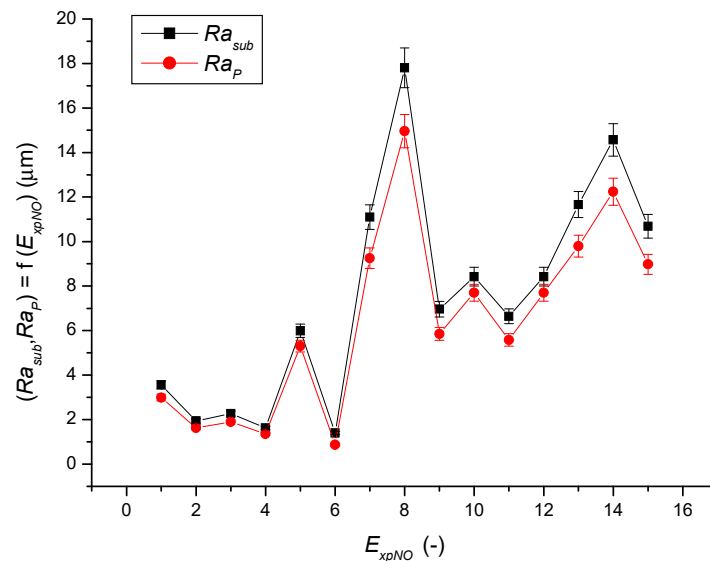 20
18
16
14
12
10
8
6
4
2
0
Ra_sub
Ra_P
(Ra_sub,Ra_P) = f (E_xpNO) (μm)
0 2 4 6 8 10 12 14 16
E_xpNO (-)